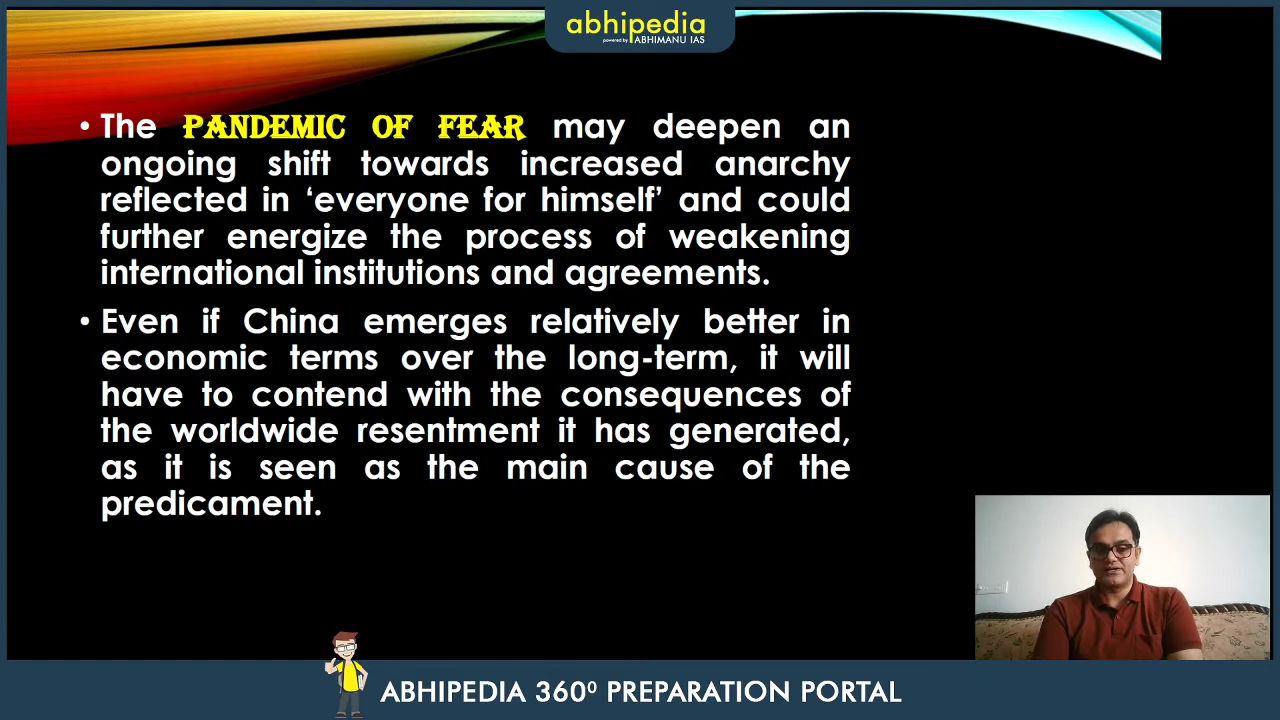 abhipedia
powered by ABHIMANU IAS
• The PANDEMIC OF FEAR may deepen an
ongoing shift towards increased anarchy
reflected in ‘everyone for himself’ and could
further energize the process of weakening
international institutions and agreements.
• Even if China emerges relatively better in
economic terms over the long-term, it will
have to contend with the consequences of
the worldwide resentment it has generated,
as it is seen as the main cause of the
predicament.
ABHIPEDIA 360⁰ PREPARATION PORTAL